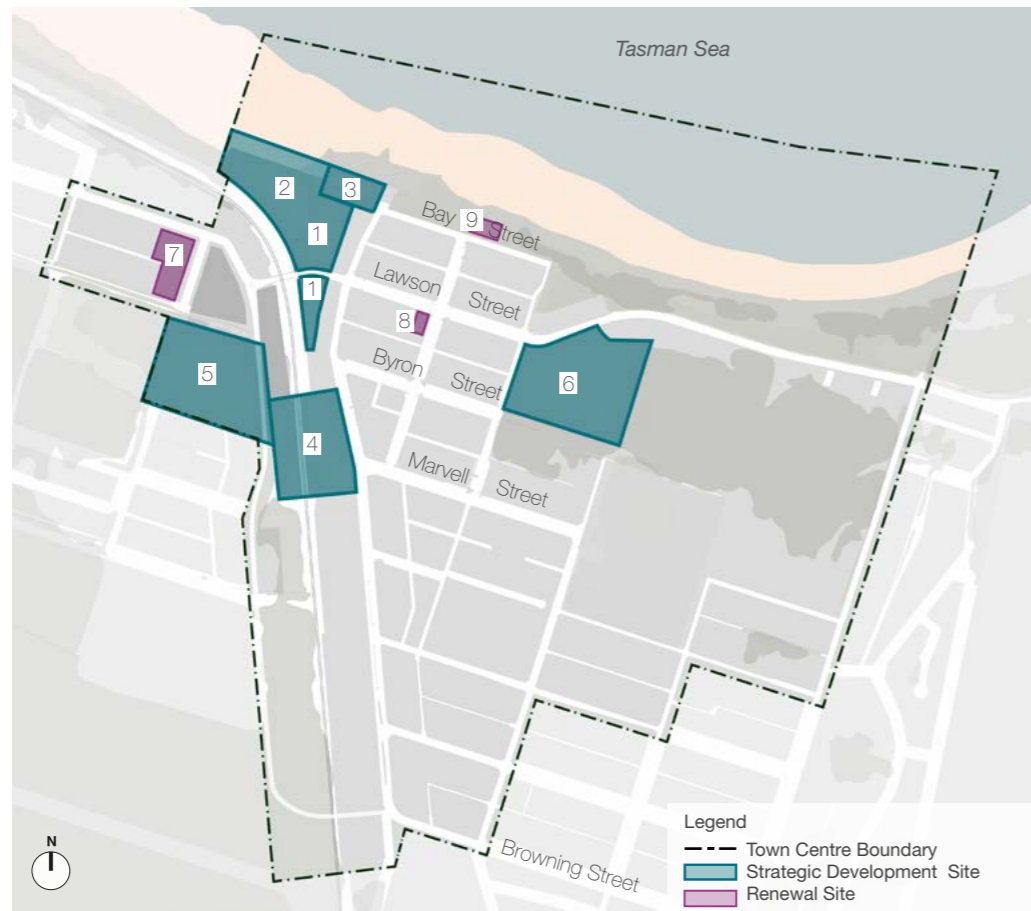 Tasman Sea
2
3
1
Bay Street
9
7
Lawson Street
1
8
Byron Street
5
6
4
Marvell Street
Browning Street
N
Legend
Town Centre Boundary
Strategic Development Site
Renewal Site